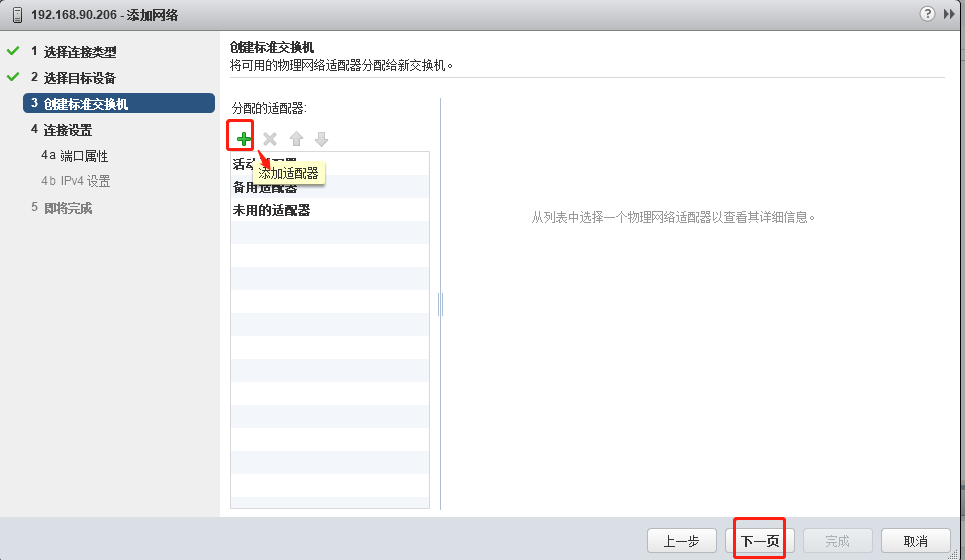 192.168.90.206 - 添加网络
?
1 选择连接类型
2 选择目标设备
3 创建标准交换机
4 连接设置
4a 端口属性
4b IPv4 设置
5 即将完成
创建标准交换机
将可用的物理网络适配器分配给新交换机。
分配的适配器:
添加适配器
备用适配器
未用的适配器
从列表中选择一个物理网络适配器以查看其详细信息。
上一步
下一页
完成
取消